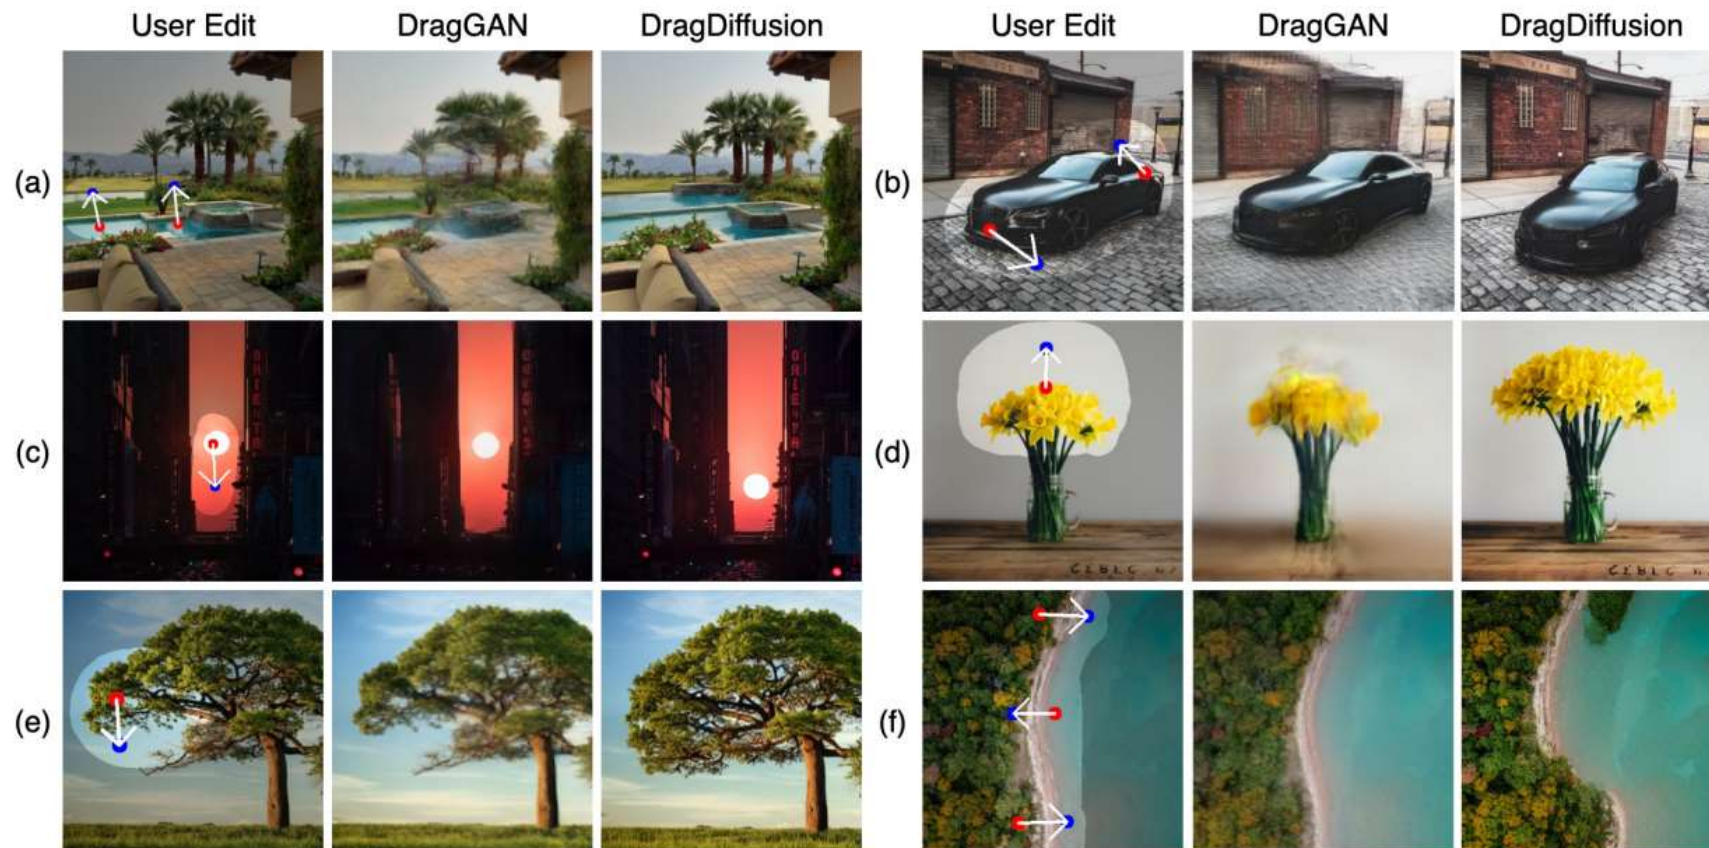 User Edit DragGAN DragDiffusion User Edit DragGAN DragDiffusion
(a) (b)
(c) (d)
(e) (f)